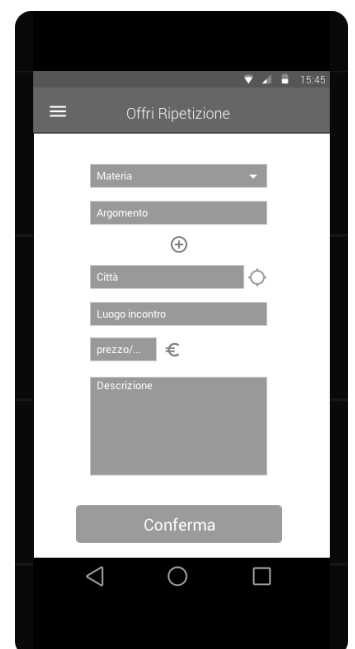 15:45
Offri Ripetizione
Materia
Argomento
Città
Luogo incontro
prezzo/... €
Descrizione
Conferma